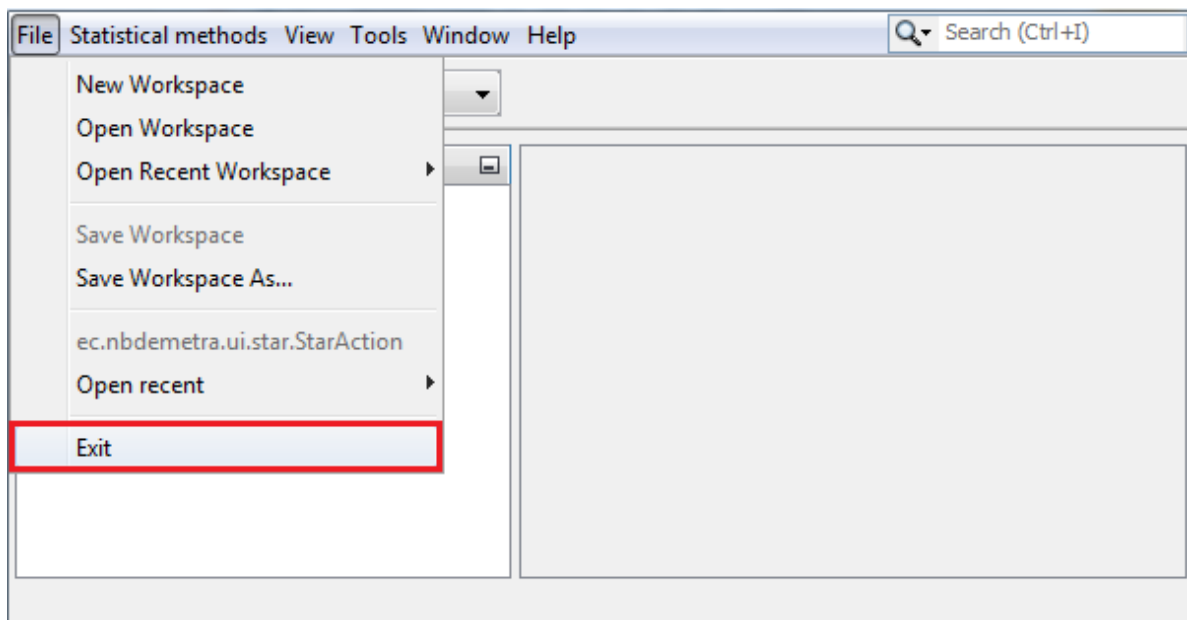 File Statistical methods View Tools Window Help Search (Ctrl+I)
New Workspace
Open Workspace
Open Recent Workspace
Save Workspace
Save Workspace As...
ec.nbdemetra.ui.star.StarAction
Open recent
Exit